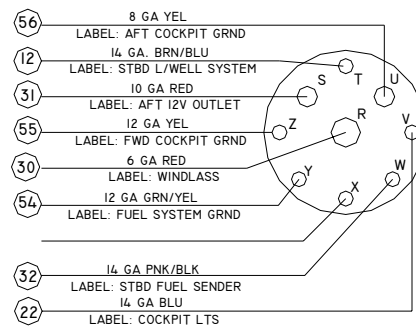 56 8 GA YEL U
LABEL: AFT COCKPIT GRND
12 14 GA. BRN/BLU T
LABEL: STBD L/WELL SYSTEM
31 10 GA RED S
LABEL: AFT 12V OUTLET
55 12 GA YEL Z
LABEL: FWD COCKPIT GRND
30 6 GA RED R
LABEL: WINDLASS
54 12 GA GRN/YEL Y
LABEL: FUEL SYSTEM GRND
X
32 14 GA PNK/BLK W
LABEL: STBD FUEL SENDER
22 14 GA BLU V
LABEL: COCKPIT LTS